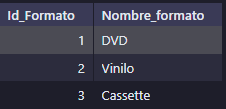 Id_Formato Nombre_formato
1 DVD
2 Vinilo
3 Cassette